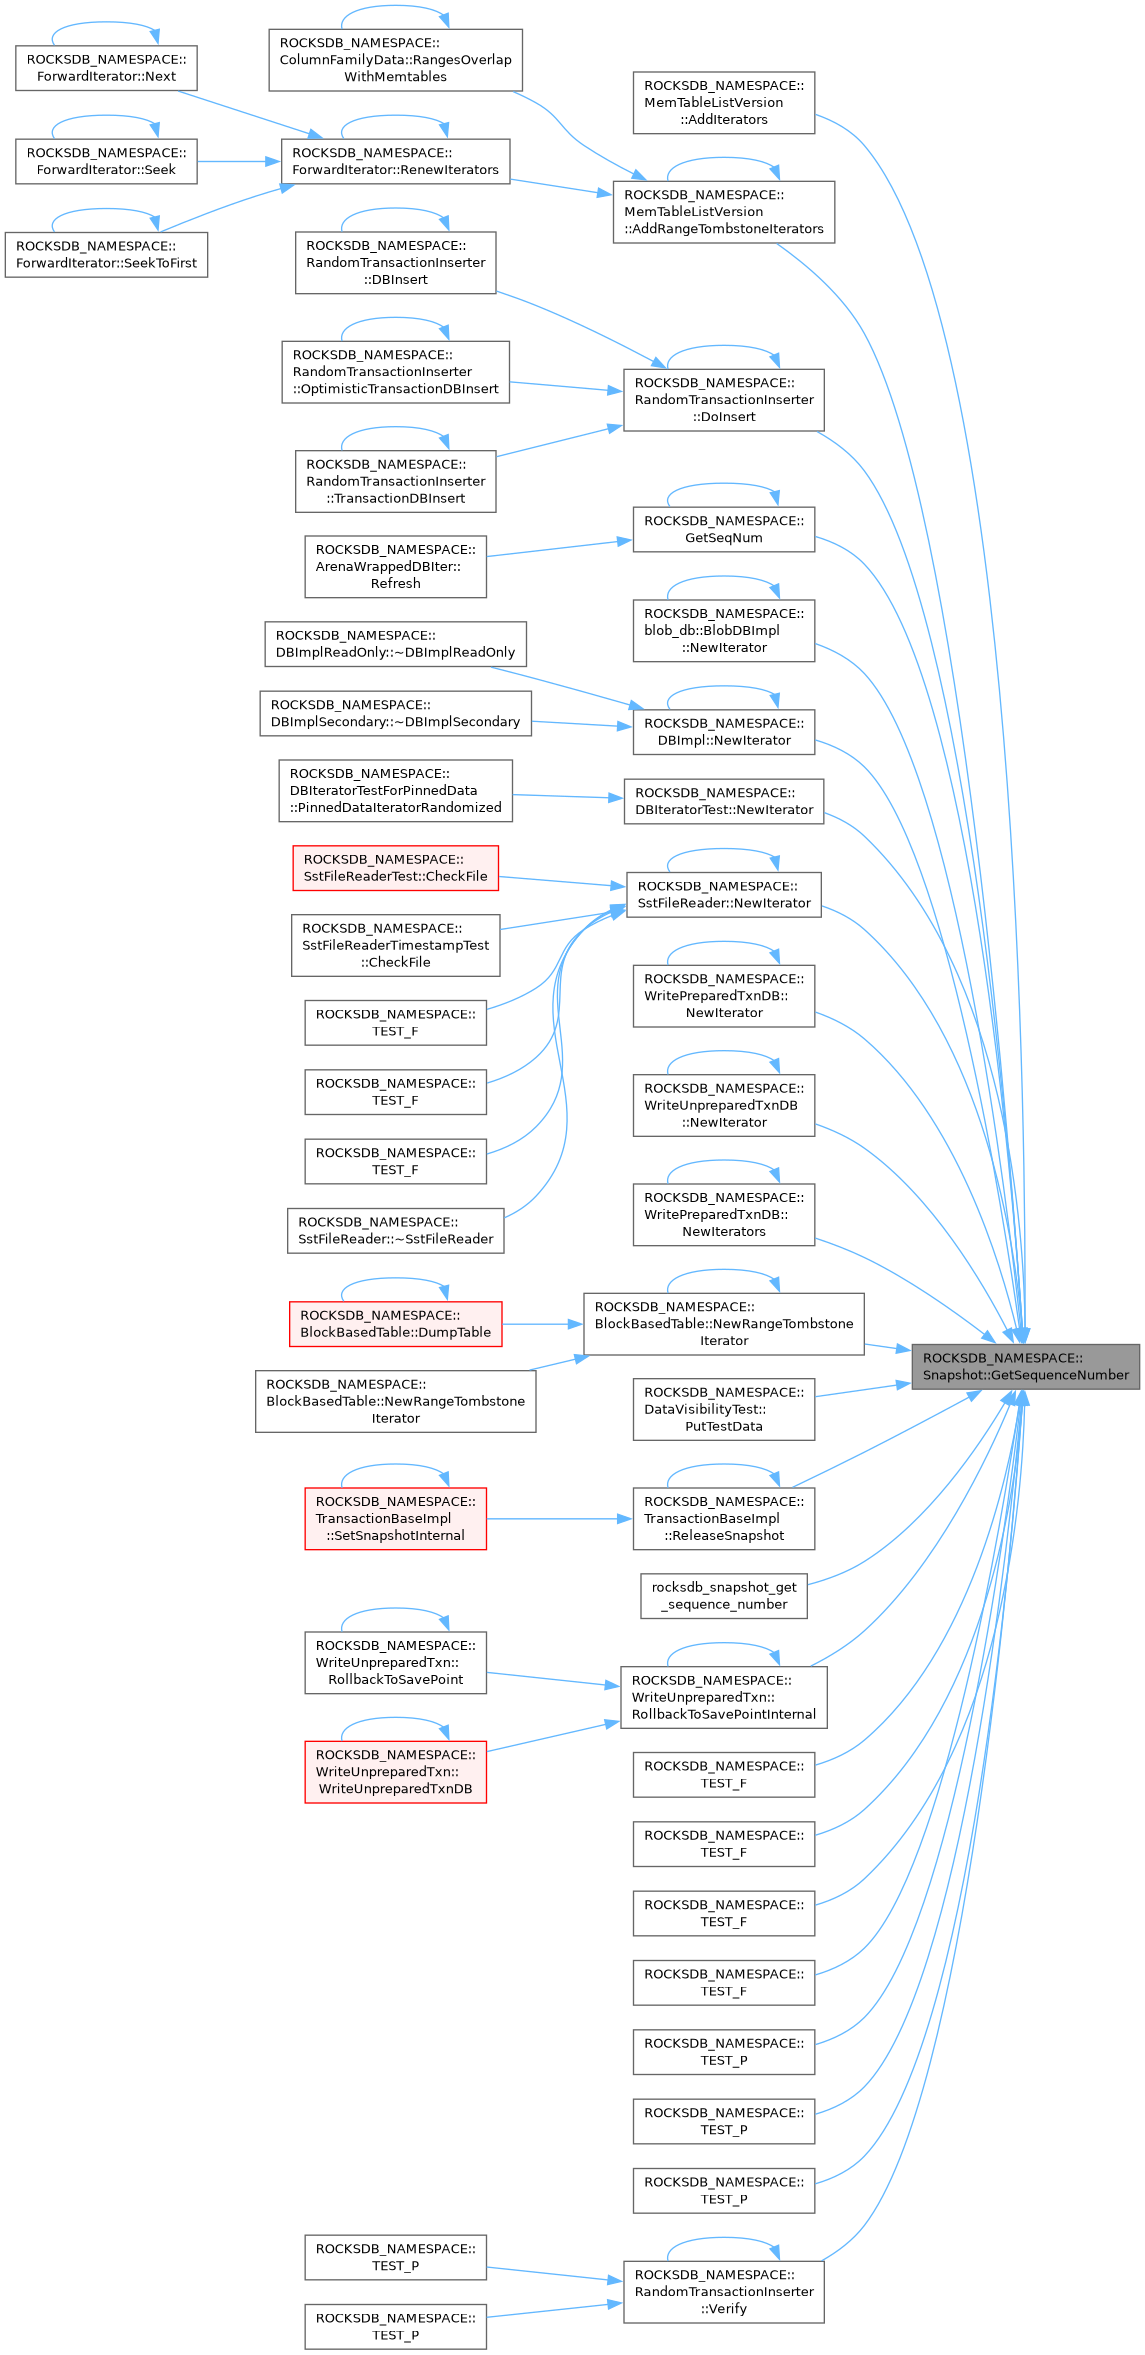 ROCKSDB_NAMESPACE::
Snapshot::GetSequenceNumber
ROCKSDB_NAMESPACE::
MemTableListVersion
::AddIterators
ROCKSDB_NAMESPACE::
MemTableListVersion
::AddRangeTombstoneIterators
ROCKSDB_NAMESPACE::
ColumnFamilyData::RangesOverlap
WithMemtables
ROCKSDB_NAMESPACE::
ForwardIterator::RenewIterators
ROCKSDB_NAMESPACE::
ForwardIterator::Next
ROCKSDB_NAMESPACE::
ForwardIterator::Seek
ROCKSDB_NAMESPACE::
ForwardIterator::SeekToFirst
ROCKSDB_NAMESPACE::
RandomTransactionInserter
::DoInsert
ROCKSDB_NAMESPACE::
RandomTransactionInserter
::DBInsert
ROCKSDB_NAMESPACE::
RandomTransactionInserter
::OptimisticTransactionDBInsert
ROCKSDB_NAMESPACE::
RandomTransactionInserter
::TransactionDBInsert
ROCKSDB_NAMESPACE::
GetSeqNum
ROCKSDB_NAMESPACE::
ArenaWrappedDBIter::
Refresh
ROCKSDB_NAMESPACE::
blob_db::BlobDBImpl
::NewIterator
ROCKSDB_NAMESPACE::
DBImpl::NewIterator
ROCKSDB_NAMESPACE::
DBImplReadOnly::~DBImplReadOnly
ROCKSDB_NAMESPACE::
DBImplSecondary::~DBImplSecondary
ROCKSDB_NAMESPACE::
DBIteratorTest::NewIterator
ROCKSDB_NAMESPACE::
DBIteratorTestForPinnedData
::PinnedDataIteratorRandomized
ROCKSDB_NAMESPACE::
SstFileReader::NewIterator
ROCKSDB_NAMESPACE::
SstFileReaderTest::CheckFile
ROCKSDB_NAMESPACE::
SstFileReaderTimestampTest
::CheckFile
ROCKSDB_NAMESPACE::
TEST_F
ROCKSDB_NAMESPACE::
TEST_F
ROCKSDB_NAMESPACE::
TEST_F
ROCKSDB_NAMESPACE::
SstFileReader::~SstFileReader
ROCKSDB_NAMESPACE::
WritePreparedTxnDB::
NewIterator
ROCKSDB_NAMESPACE::
WriteUnpreparedTxnDB
::NewIterator
ROCKSDB_NAMESPACE::
WritePreparedTxnDB::
NewIterators
ROCKSDB_NAMESPACE::
BlockBasedTable::NewRangeTombstone
Iterator
ROCKSDB_NAMESPACE::
BlockBasedTable::DumpTable
ROCKSDB_NAMESPACE::
BlockBasedTable::NewRangeTombstone
Iterator
ROCKSDB_NAMESPACE::
DataVisibilityTest::
PutTestData
ROCKSDB_NAMESPACE::
TransactionBaseImpl
::ReleaseSnapshot
ROCKSDB_NAMESPACE::
TransactionBaseImpl
::SetSnapshotInternal
rocksdb_snapshot_get
_sequence_number
ROCKSDB_NAMESPACE::
WriteUnpreparedTxn::
RollbackToSavePointInternal
ROCKSDB_NAMESPACE::
WriteUnpreparedTxn::
RollbackToSavePoint
ROCKSDB_NAMESPACE::
WriteUnpreparedTxn::
WriteUnpreparedTxnDB
ROCKSDB_NAMESPACE::
TEST_F
ROCKSDB_NAMESPACE::
TEST_F
ROCKSDB_NAMESPACE::
TEST_F
ROCKSDB_NAMESPACE::
TEST_F
ROCKSDB_NAMESPACE::
TEST_P
ROCKSDB_NAMESPACE::
TEST_P
ROCKSDB_NAMESPACE::
TEST_P
ROCKSDB_NAMESPACE::
RandomTransactionInserter
::Verify
ROCKSDB_NAMESPACE::
TEST_P
ROCKSDB_NAMESPACE::
TEST_P